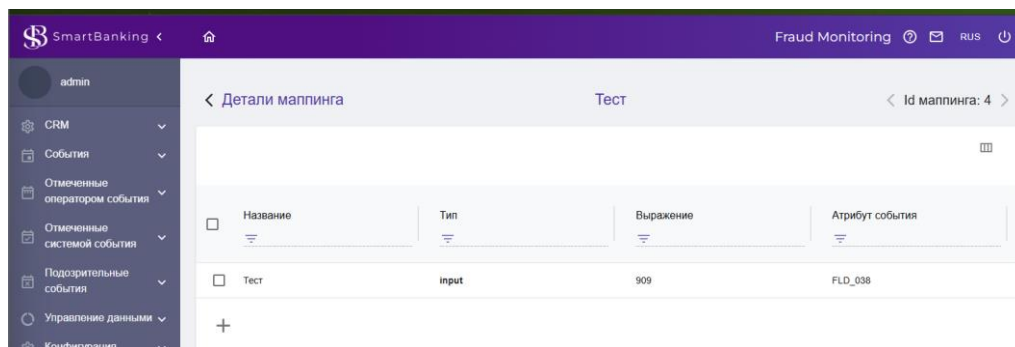 SmartBanking
Fraud Monitoring
RUS
admin
Детали маппинга
Тест
Id маппинга: 4
CRM
События
Отмеченные
оператором события
Отмеченные
системой события
Подозрительные
события
Управление данными
Конфигурация
Название
Тип
Выражение
Атрибут события
Тест
input
909
FLD_038